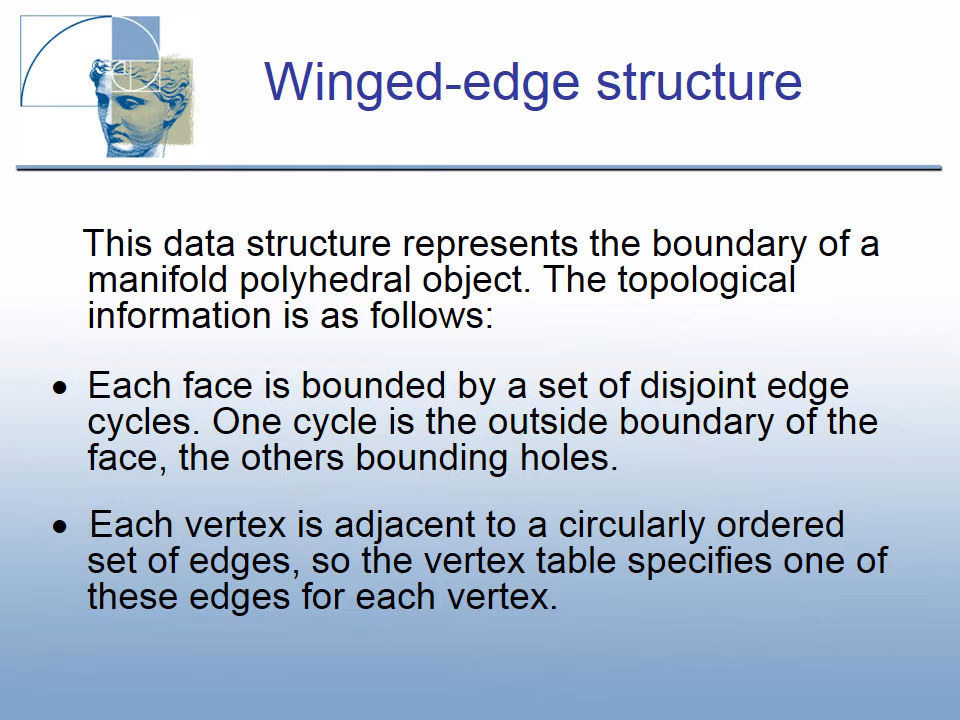 Winged-edge structure
This data structure represents the boundary of a
manifold polyhedral object. The topological
information is as follows:
• Each face is bounded by a set of disjoint edge
cycles. One cycle is the outside boundary of the
face, the others bounding holes.
• Each vertex is adjacent to a circularly ordered
set of edges, so the vertex table specifies one of
these edges for each vertex.